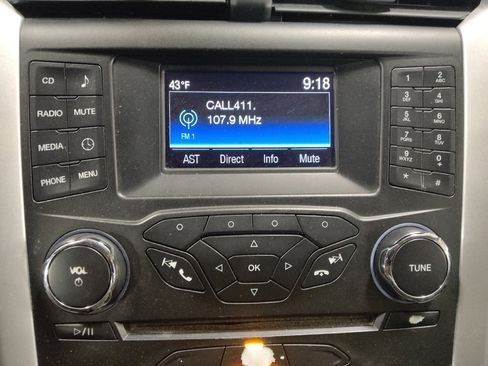 43°F 9:18
CALL411.
107.9 MHz
FM 1
AST Direct Info Mute
CD
RADIO MUTE
MEDIA
PHONE MENU
1 2 ABC
3 DEF 4 GHI
5 JKL 6 MNO
7 PQRS 8 TUV
9 WXYZ 0 +
* #
VOL
OK
TUNE